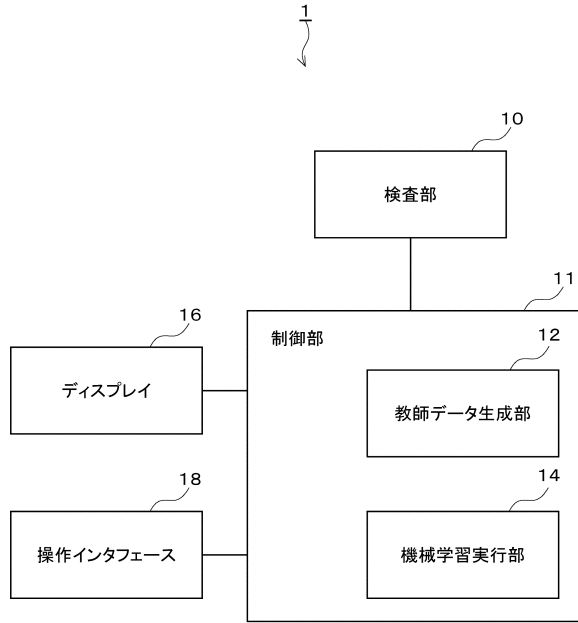 1
10
検査部
11
制御部
16
ディスプレイ
12
教師データ生成部
18
操作インタフェース
14
機械学習実行部